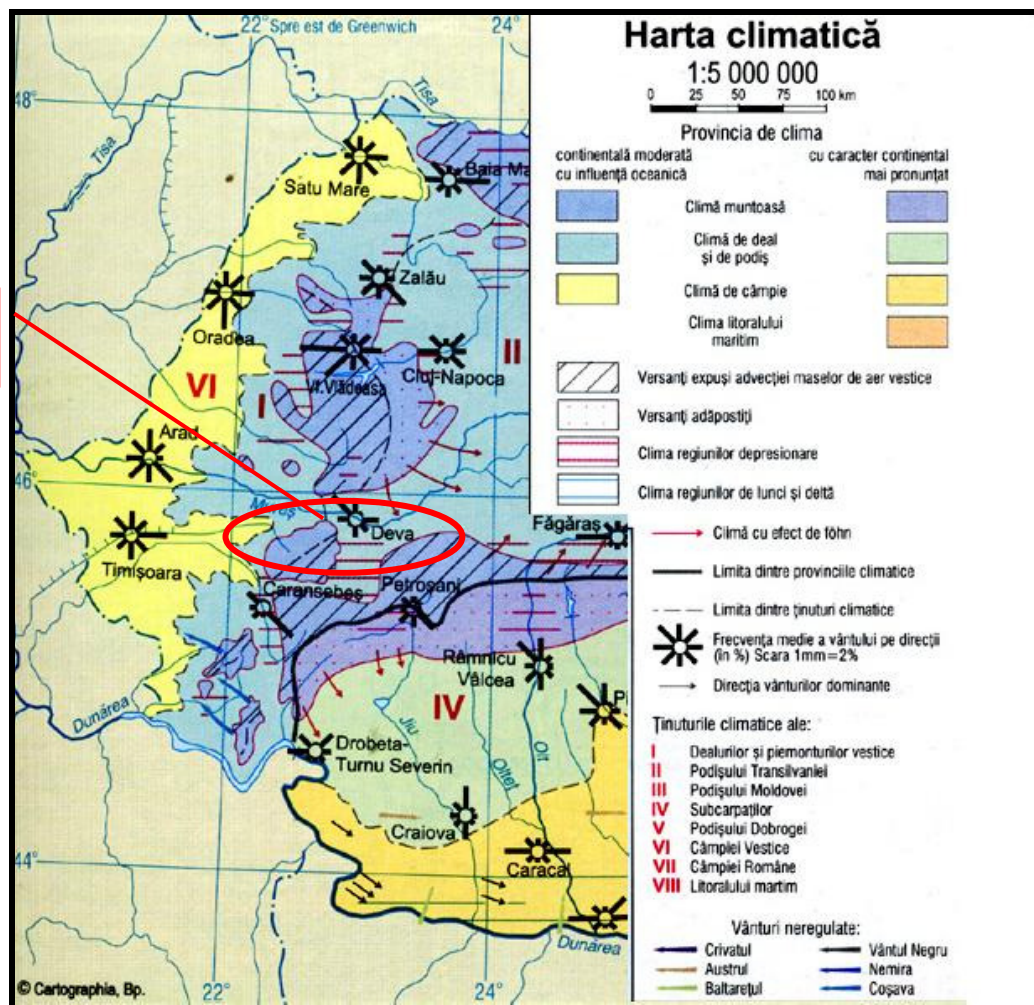 22° Spre est de Greenwich 24°
48°
Tisa
Tisa
Satu Mare
Baia Ma
Zalău
Oradea
VI
I
Vf.Vlădeasa
Cluj-Napoca
II
Arad
46°
Mureș
Deva
Făgăraș
Timișoara
Caransebeș
Petroșani
Râmnicu
Vâlcea
Dunărea
IV
Jiu
Olteț
Olt
Drobeta-
Turnu Severin
Craiova
Caracal
44°
Dunărea
© Cartographia, Bp.
22° 24°
Harta climatică
1:5 000 000
0 25 50 75 100 km
Provincia de clima
continentală moderată
cu influență oceanică
cu caracter continental
mai pronunțat
Climă muntoasă
Climă de deal
și de podiș
Climă de câmpie
Clima litoralului
maritim
Versanți expuși advecției maselor de aer vestice
Versanți adăpostiți
Clima regiunilor depresionare
Clima regiunilor de lunci și deltă
Climă cu efect de föhn
Limita dintre provinciile climatice
Limita dintre ținuturi climatice
Frecvența medie a vântului pe direcții
(în %) Scara 1mm=2%
Direcția vânturilor dominante
Ținuturile climatice ale:
I Dealurilor și piemonturilor vestice
II Podișului Transilvaniei
III Podișului Moldovei
IV Subcarpaților
V Podișului Dobrogei
VI Câmpiei Vestice
VII Câmpiei Române
VIII Litoralului martim
Vânturi neregulate:
Crivatul Vântul Negru
Austrul Nemira
Baltarețul Coșava